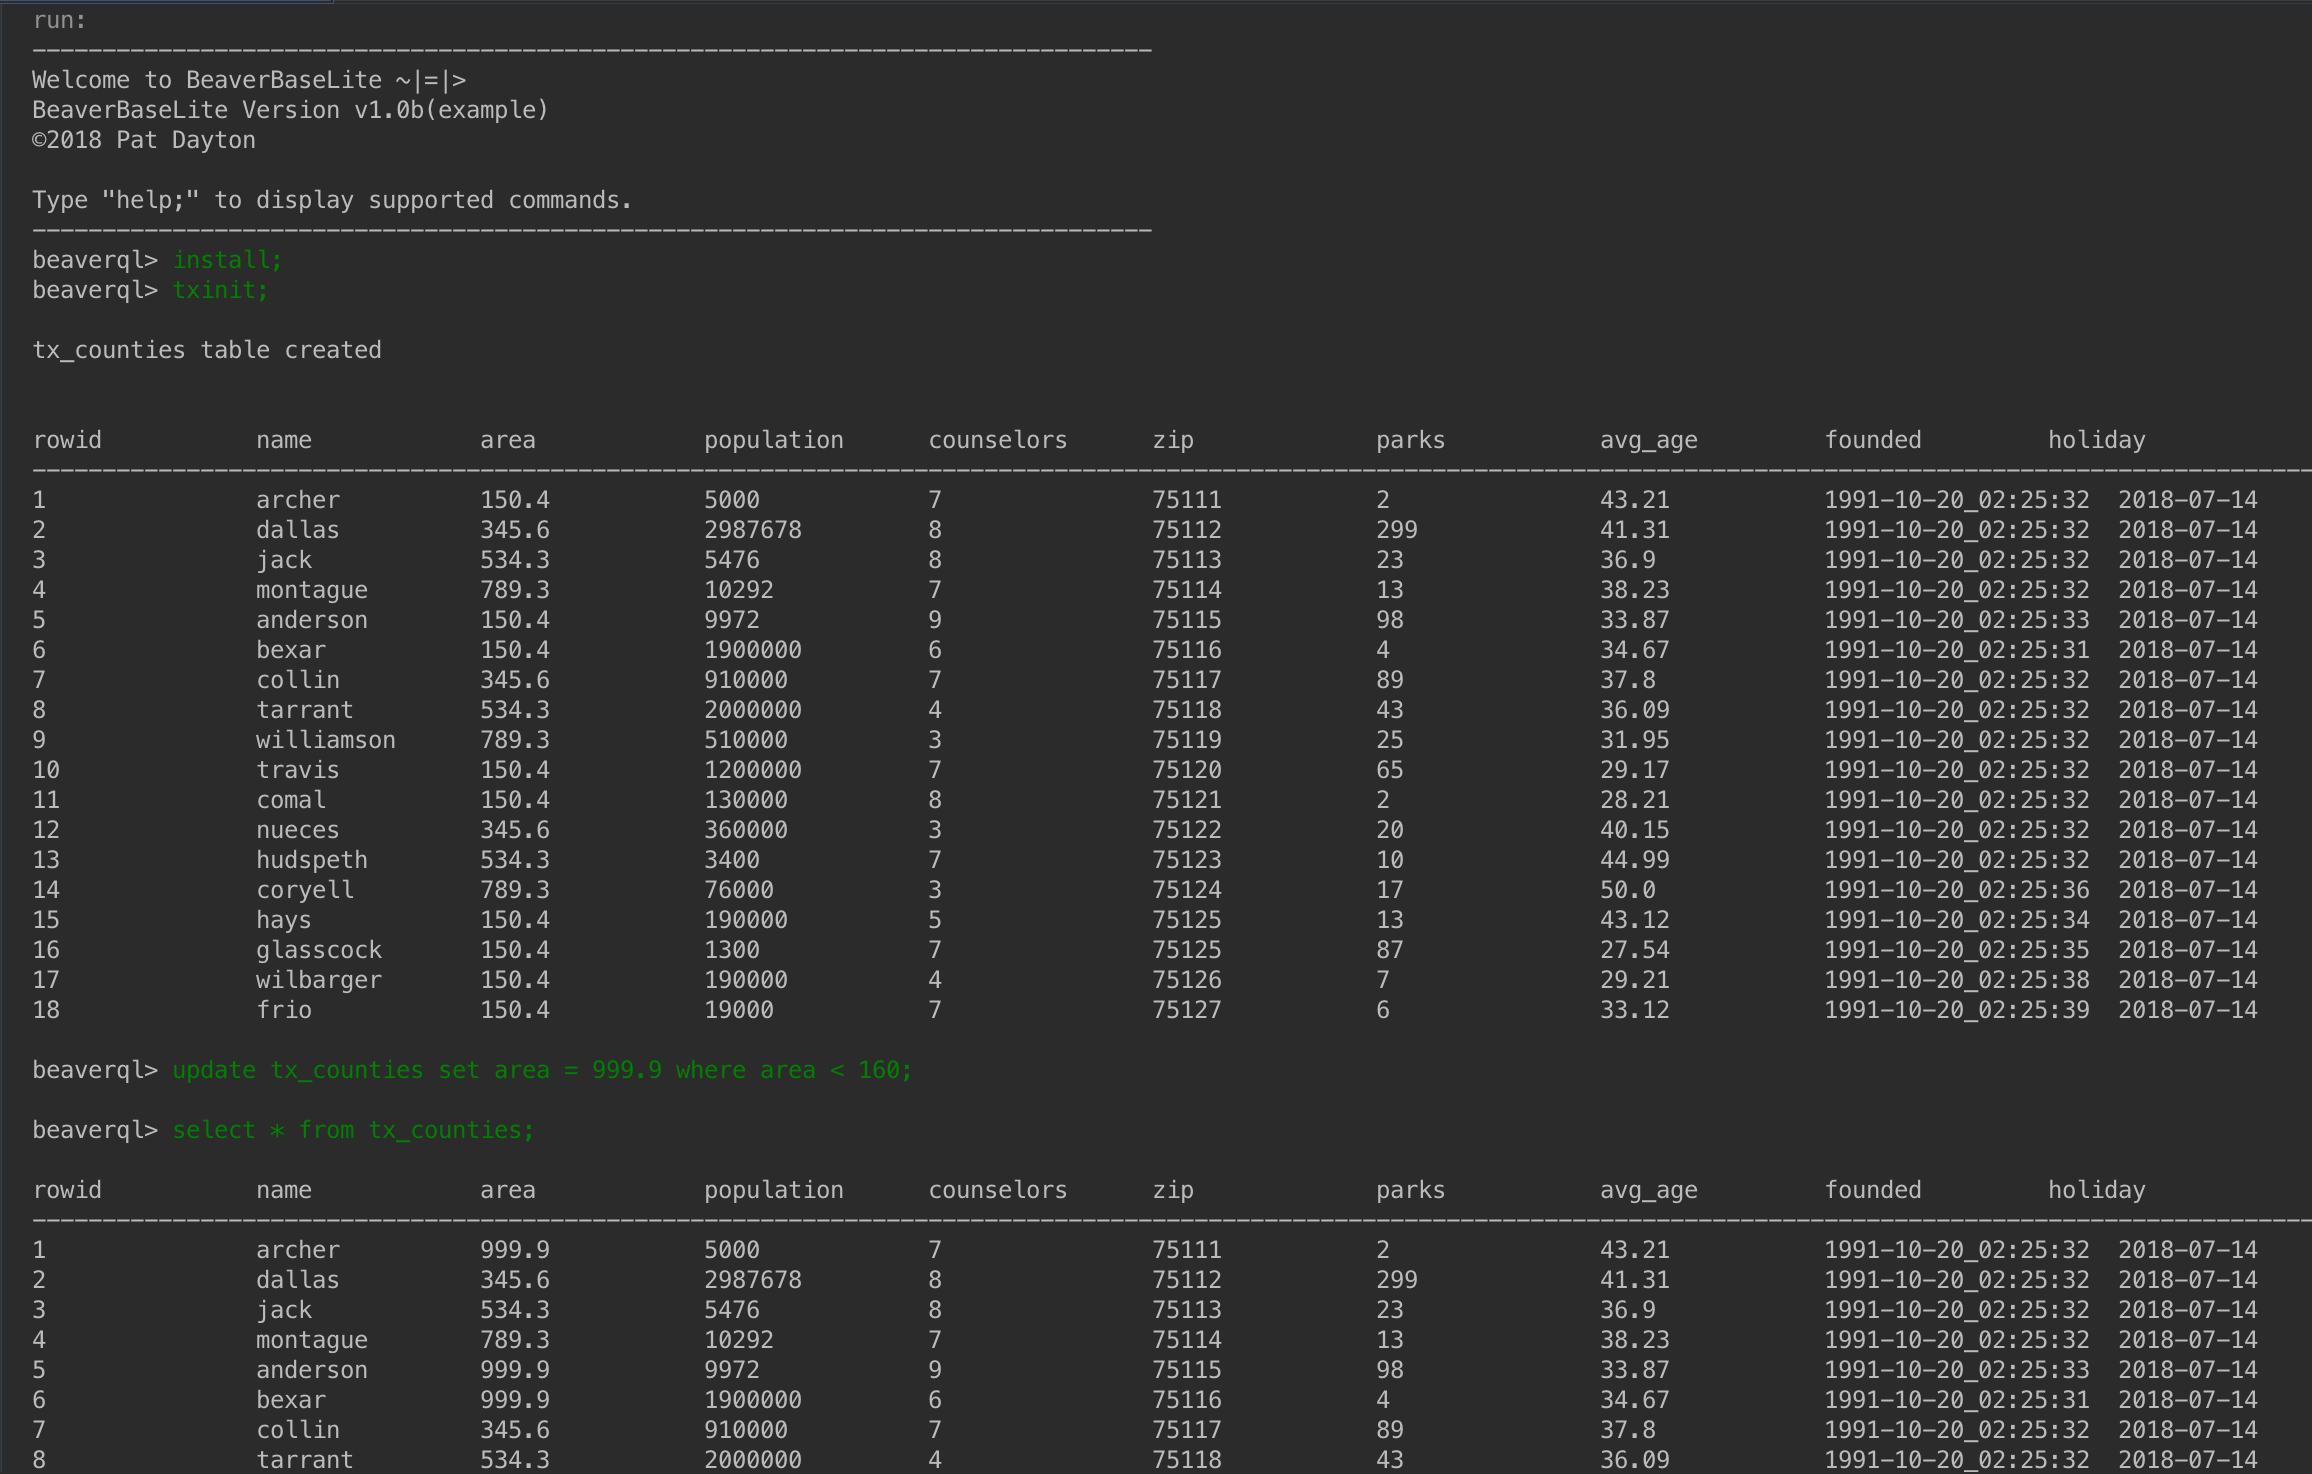 run:
--------------------------------------------------------------------------------
Welcome to BeaverBaseLite ~|=|>
BeaverBaseLite Version v1.0b(example)
©2018 Pat Dayton
Type "help;" to display supported commands.
--------------------------------------------------------------------------------
beaverql> install;
beaverql> txinit;
tx_counties table created
rowid name area population counselors zip parks avg_age founded holiday
1 archer 150.4 5000 7 75111 2 43.21 1991-10-20_02:25:32 2018-07-14
2 dallas 345.6 2987678 8 75112 299 41.31 1991-10-20_02:25:32 2018-07-14
3 jack 534.3 5476 8 75113 23 36.9 1991-10-20_02:25:32 2018-07-14
4 montague 789.3 10292 7 75114 13 38.23 1991-10-20_02:25:32 2018-07-14
5 anderson 150.4 9972 9 75115 98 33.87 1991-10-20_02:25:33 2018-07-14
6 bexar 150.4 1900000 6 75116 4 34.67 1991-10-20_02:25:31 2018-07-14
7 collin 345.6 910000 7 75117 89 37.8 1991-10-20_02:25:32 2018-07-14
8 tarrant 534.3 2000000 4 75118 43 36.09 1991-10-20_02:25:32 2018-07-14
9 williamson 789.3 510000 3 75119 25 31.95 1991-10-20_02:25:32 2018-07-14
10 travis 150.4 1200000 7 75120 65 29.17 1991-10-20_02:25:32 2018-07-14
11 comal 150.4 130000 8 75121 2 28.21 1991-10-20_02:25:32 2018-07-14
12 nueces 345.6 360000 3 75122 20 40.15 1991-10-20_02:25:32 2018-07-14
13 hudspeth 534.3 3400 7 75123 10 44.99 1991-10-20_02:25:32 2018-07-14
14 coryell 789.3 76000 3 75124 17 50.0 1991-10-20_02:25:36 2018-07-14
15 hays 150.4 190000 5 75125 13 43.12 1991-10-20_02:25:34 2018-07-14
16 glasscock 150.4 1300 7 75125 87 27.54 1991-10-20_02:25:35 2018-07-14
17 wilbarger 150.4 190000 4 75126 7 29.21 1991-10-20_02:25:38 2018-07-14
18 frio 150.4 19000 7 75127 6 33.12 1991-10-20_02:25:39 2018-07-14
beaverql> update tx_counties set area = 999.9 where area < 160;
beaverql> select * from tx_counties;
rowid name area population counselors zip parks avg_age founded holiday
1 archer 999.9 5000 7 75111 2 43.21 1991-10-20_02:25:32 2018-07-14
2 dallas 345.6 2987678 8 75112 299 41.31 1991-10-20_02:25:32 2018-07-14
3 jack 534.3 5476 8 75113 23 36.9 1991-10-20_02:25:32 2018-07-14
4 montague 789.3 10292 7 75114 13 38.23 1991-10-20_02:25:32 2018-07-14
5 anderson 999.9 9972 9 75115 98 33.87 1991-10-20_02:25:33 2018-07-14
6 bexar 999.9 1900000 6 75116 4 34.67 1991-10-20_02:25:31 2018-07-14
7 collin 345.6 910000 7 75117 89 37.8 1991-10-20_02:25:32 2018-07-14
8 tarrant 534.3 2000000 4 75118 43 36.09 1991-10-20_02:25:32 2018-07-14